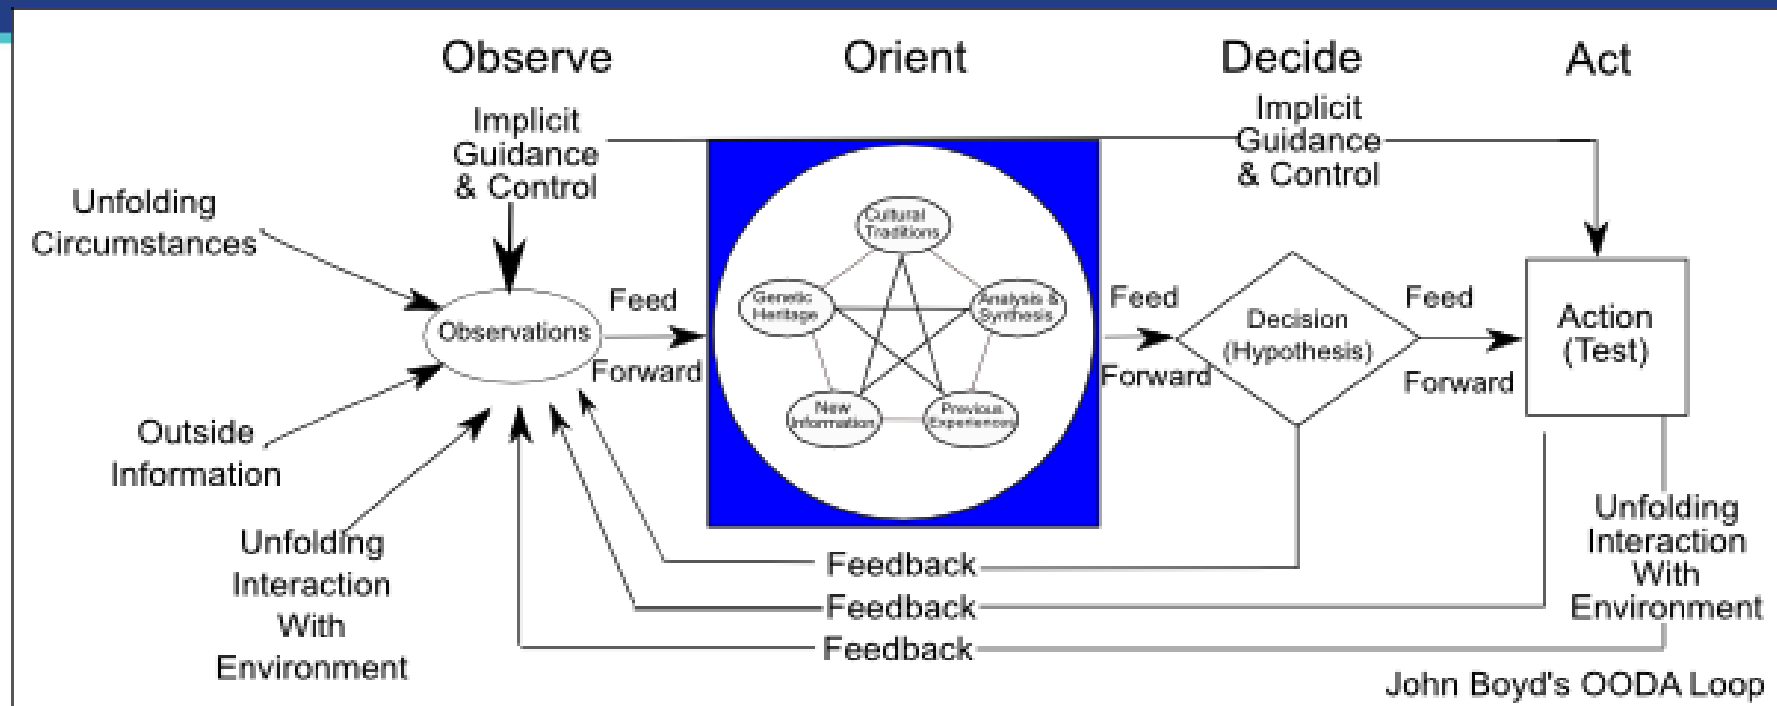 Observe
Orient
Decide
Act
Implicit
Guidance
& Control
Implicit
Guidance
& Control
Unfolding
Circumstances
Observations
Outside
Information
Unfolding
Interaction
With
Environment
Feed
Forward
Cultural
Traditions
Genetic
Heritage
Analysis &
Synthesis
New
Information
Previous
Experiences
Feed
Forward
Decision
(Hypothesis)
Feed
Forward
Action
(Test)
Unfolding
Interaction
With
Environment
Feedback
Feedback
Feedback
John Boyd's OODA Loop